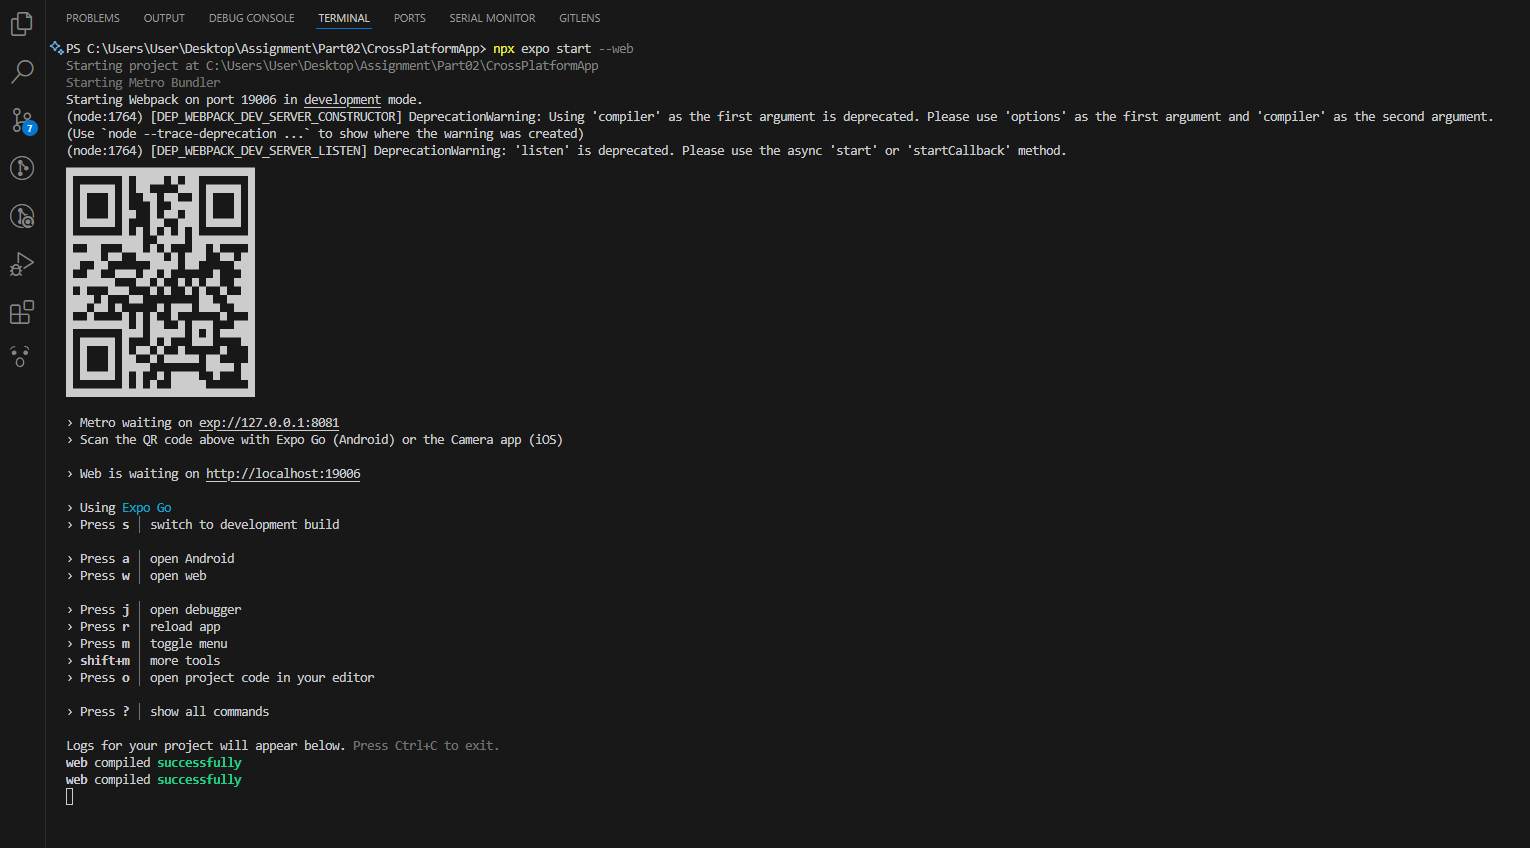 PROBLEMS OUTPUT DEBUG CONSOLE TERMINAL PORTS SERIAL MONITOR GITLENS
PS C:\Users\User\Desktop\Assignment\Part02\CrossPlatformApp> npx expo start --web
Starting project at C:\Users\User\Desktop\Assignment\Part02\CrossPlatformApp
Starting Metro Bundler
Starting Webpack on port 19006 in development mode.
(node:1764) [DEP_WEBPACK_DEV_SERVER_CONSTRUCTOR] DeprecationWarning: Using 'compiler' as the first argument is deprecated. Please use 'options' as the first argument and 'compiler' as the second argument.
(Use `node --trace-deprecation ...` to show where the warning was created)
(node:1764) [DEP_WEBPACK_DEV_SERVER_LISTEN] DeprecationWarning: 'listen' is deprecated. Please use the async 'start' or 'startCallback' method.
7
› Metro waiting on exp://127.0.0.1:8081
› Scan the QR code above with Expo Go (Android) or the Camera app (iOS)
› Web is waiting on http://localhost:19006
› Using Expo Go
› Press s │ switch to development build
› Press a │ open Android
› Press w │ open web
› Press j │ open debugger
› Press r │ reload app
› Press m │ toggle menu
› shift+m │ more tools
› Press o │ open project code in your editor
› Press ? │ show all commands
Logs for your project will appear below. Press Ctrl+C to exit.
web compiled successfully
web compiled successfully